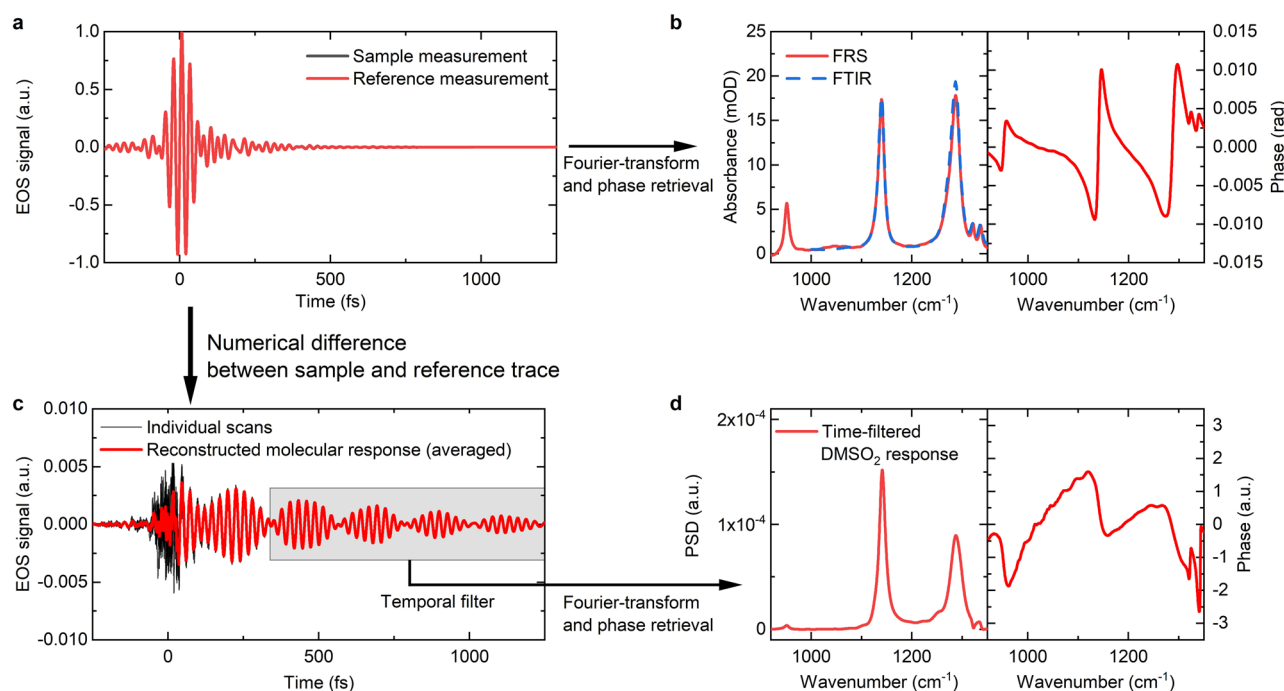 a
EOS signal (a.u.)
1.0
0.5
0.0
-0.5
-1.0
Sample measurement
Reference measurement
0
500
1000
Time (fs)
Fourier-transform
and phase retrieval
b
Absorbance (mOD)
25
20
15
10
5
0
FRS
FTIR
1000
1200
Wavenumber (cm⁻¹)
1000
1200
Wavenumber (cm⁻¹)
0.015
0.010
0.005
0.000
-0.005
-0.010
-0.015
Phase (rad)
Numerical difference
between sample and reference trace
c
EOS signal (a.u.)
0.010
0.005
0.000
-0.005
-0.010
Individual scans
Reconstructed molecular response (averaged)
0
500
1000
Time (fs)
Temporal filter
Fourier-transform
and phase retrieval
d
PSD (a.u.)
2x10⁻⁴
1x10⁻⁴
0
Time-filtered
DMSO₂ response
1000
1200
Wavenumber (cm⁻¹)
1000
1200
Wavenumber (cm⁻¹)
3
2
1
0
-1
-2
-3
Phase (a.u.)